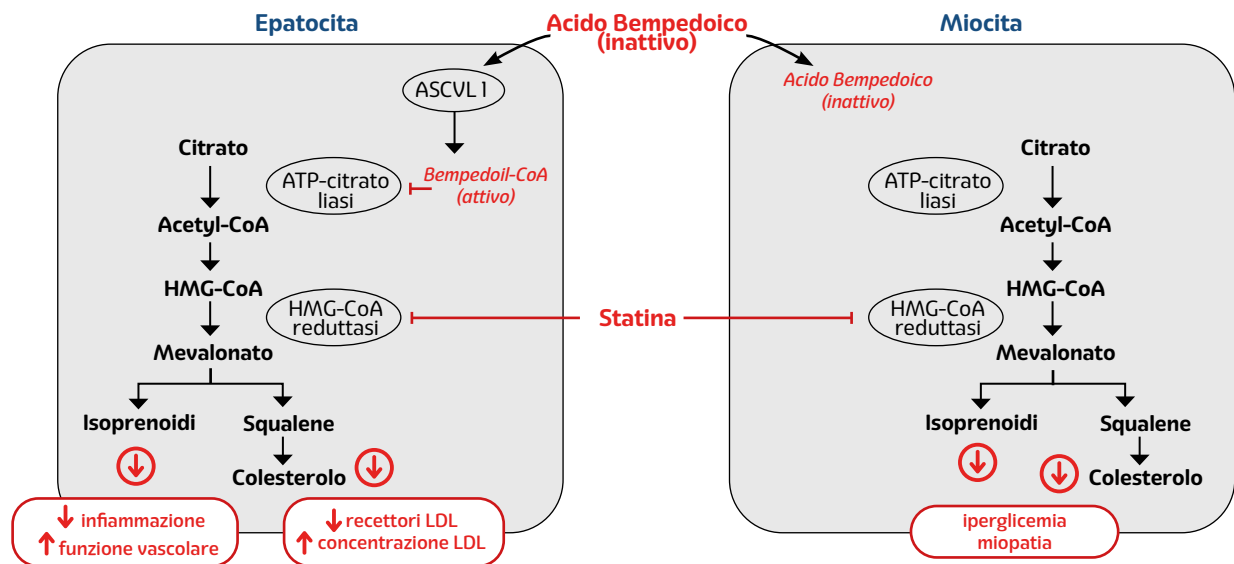 Epatocita
Acido Bempedoico
(inattivo)
Miocita
ASCVL 1
Acido Bempedoico
(inattivo)
Citrato
ATP-citrato
liasi
Bempedoil-CoA
(attivo)
Acetyl-CoA
HMG-CoA
HMG-CoA
reduttasi
Mevalonato
Isoprenoidi
Squalene
Colesterolo
↓ infiammazione
↑ funzione vascolare
↓ recettori LDL
↑ concentrazione LDL
Statina
ATP-citrato
liasi
Citrato
Acetyl-CoA
HMG-CoA
HMG-CoA
reduttasi
Mevalonato
Isoprenoidi
Squalene
Colesterolo
iperglicemia
miopatia